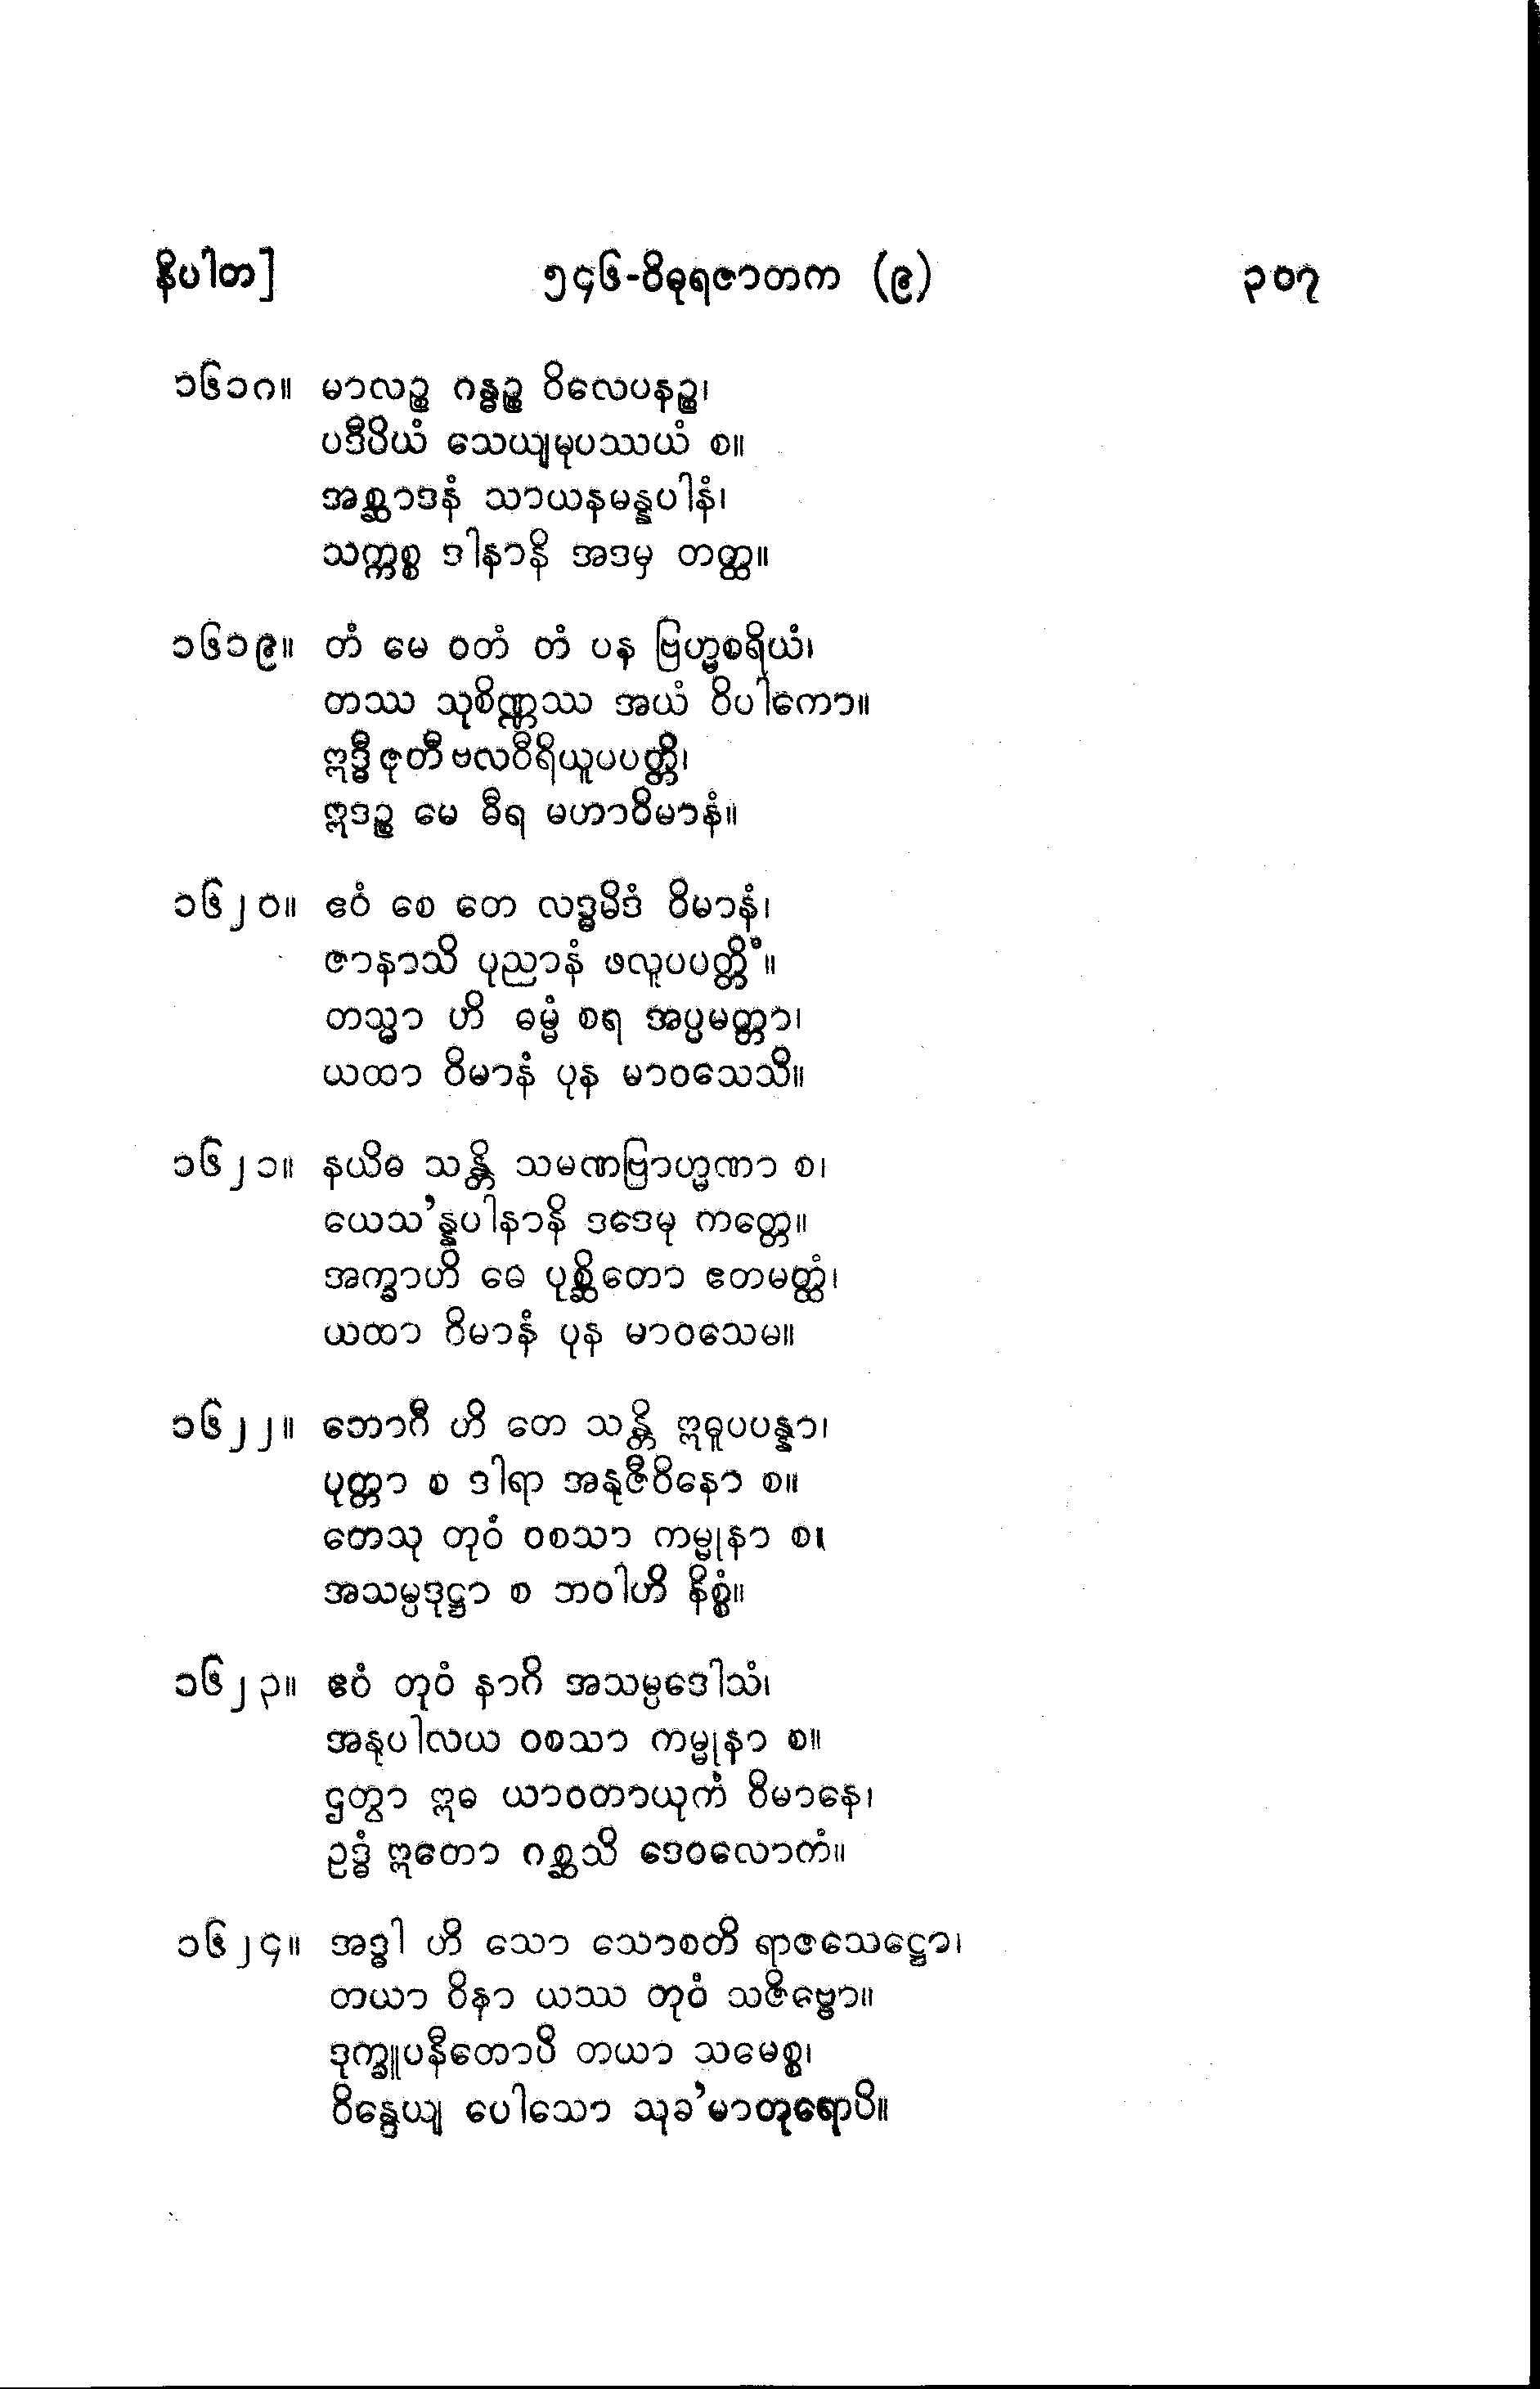 နိပါတ] ၅၄၆-ဝိဓုရဇာတက (၉) ၃၀၇
၁၆၁၈။ မာလဉ္စ ဂန္ဓဉ္စ ဝိလေပနဉ္စ၊
ပဒီပိယံ သေယျမုပဿယံ စ။
အစ္ဆာဒနံ သာယနမန္နပါနံ၊
သက္ကစ္စ ဒါနာနိ အဒမှ တတ္ထ။
၁၆၁၉။ တံ မေ ဝတံ တံ ပန ဗြဟ္မစရိယံ၊
တဿ သုစိဏ္ဏဿ အယံ ဝိပါကော။
ဣဒ္ဓီ ဇုတီ ဗလဝီရိယူပပတ္တိ၊
ဣဒဉ္စ မေ ဓီရ မဟာဝိမာနံ။
၁၆၂၀။ ဧဝံ စေ တေ လဒ္ဓမိဒံ ဝိမာနံ၊
ဇာနာသိ ပုညာနံ ဖလူပပတ္တိံ။
တသ္မာ ဟိ ဓမ္မံ စရ အပ္ပမတ္တာ၊
ယထာ ဝိမာနံ ပုန မာဝသေသိ။
၁၆၂၁။ နယိဓ သန္တိ သမဏဗြာဟ္မဏာ စ၊
ယေသ’န္နပါနာနိ ဒဒေမု ကတ္တေ။
အက္ခာဟိ မေ ပုစ္ဆိတော ဧတမတ္ထံ၊
ယထာ ဝိမာနံ ပုန မာဝသေမ။
၁၆၂၂။ ဘောဂီ ဟိ တေ သန္တိ ဣဓူပပန္နာ၊
ပုတ္တာ စ ဒါရာ အနုဇီဝိနော စ။
တေသု တုဝံ ဝစသာ ကမ္မုနာ စ၊
အသမ္ပဒုဋ္ဌာ စ ဘဝါဟိ နိစ္စံ။
၁၆၂၃။ ဧဝံ တုဝံ နာဂိ အသမ္ပဒေါသံ၊
အနုပါလယ ဝစသာ ကမ္မုနာ စ။
ဌတွာ ဣဓ ယာဝတာယုကံ ဝိမာနေ၊
ဥဒ္ဓံ ဣတော ဂစ္ဆသိ ဒေဝလောကံ။
၁၆၂၄။ အဒ္ဓါ ဟိ သော သောစတိ ရာဇသေဋ္ဌော၊
တယာ ဝိနာ ယဿ တုဝံ သဇိဗ္ဗော။
ဒုက္ခူပနီတောပိ တယာ သမေစ္စ၊
ဝိန္ဒေယျ ပေါသော သုခ’မာတုရောပိ။